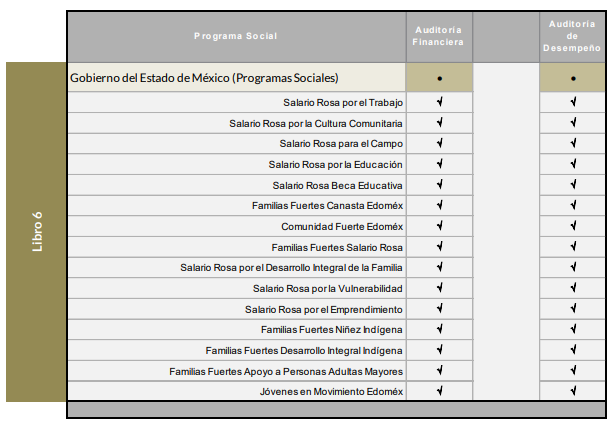 Programa Social
Auditoría
Financiera
Auditoría
de
Desempeño
Libro 6
Gobierno del Estado de México (Programas Sociales) • •
Salario Rosa por el Trabajo √ √
Salario Rosa por la Cultura Comunitaria √ √
Salario Rosa para el Campo √ √
Salario Rosa por la Educación √ √
Salario Rosa Beca Educativa √ √
Familias Fuertes Canasta Edoméx √ √
Comunidad Fuerte Edoméx √ √
Familias Fuertes Salario Rosa √ √
Salario Rosa por el Desarrollo Integral de la Familia √ √
Salario Rosa por la Vulnerabilidad √ √
Salario Rosa por el Emprendimiento √ √
Familias Fuertes Niñez Indígena √ √
Familias Fuertes Desarrollo Integral Indígena √ √
Familias Fuertes Apoyo a Personas Adultas Mayores √ √
Jóvenes en Movimiento Edoméx √ √